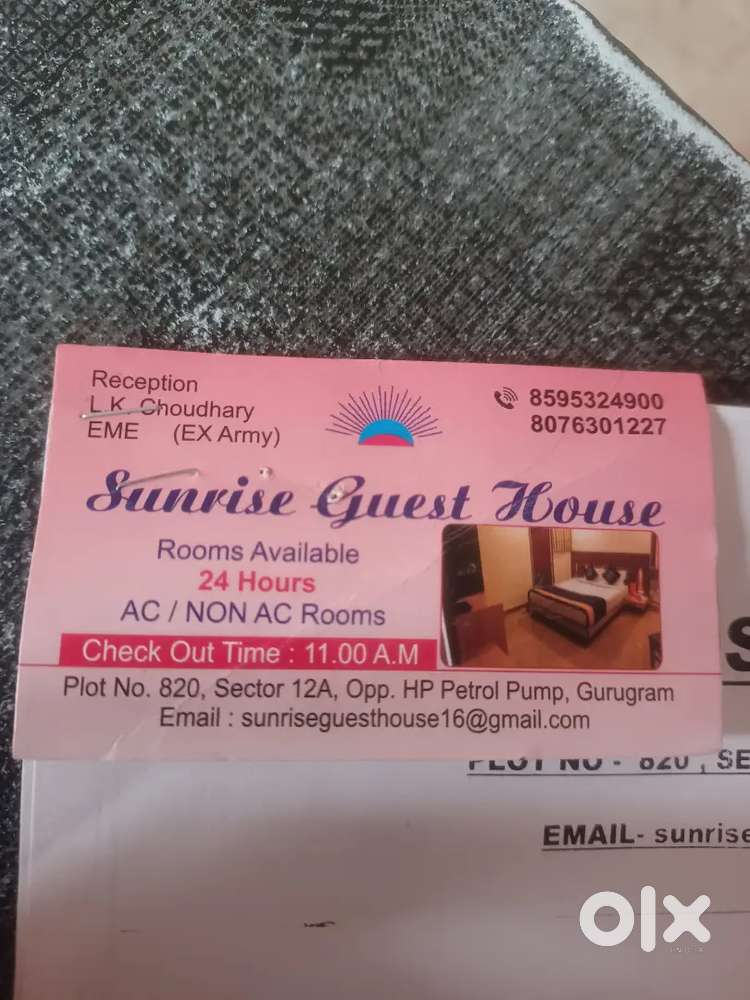 Reception
L.K. Choudhary
EME (EX Army)
8595324900
8076301227
Sunrise Guest House
Rooms Available
24 Hours
AC / NON AC Rooms
Check Out Time : 11.00 A.M
Plot No. 820, Sector 12A, Opp. HP Petrol Pump, Gurugram
Email : sunriseguesthouse16@gmail.com
S
PLOT NO - 820 , SE
EMAIL- sunrise
olx